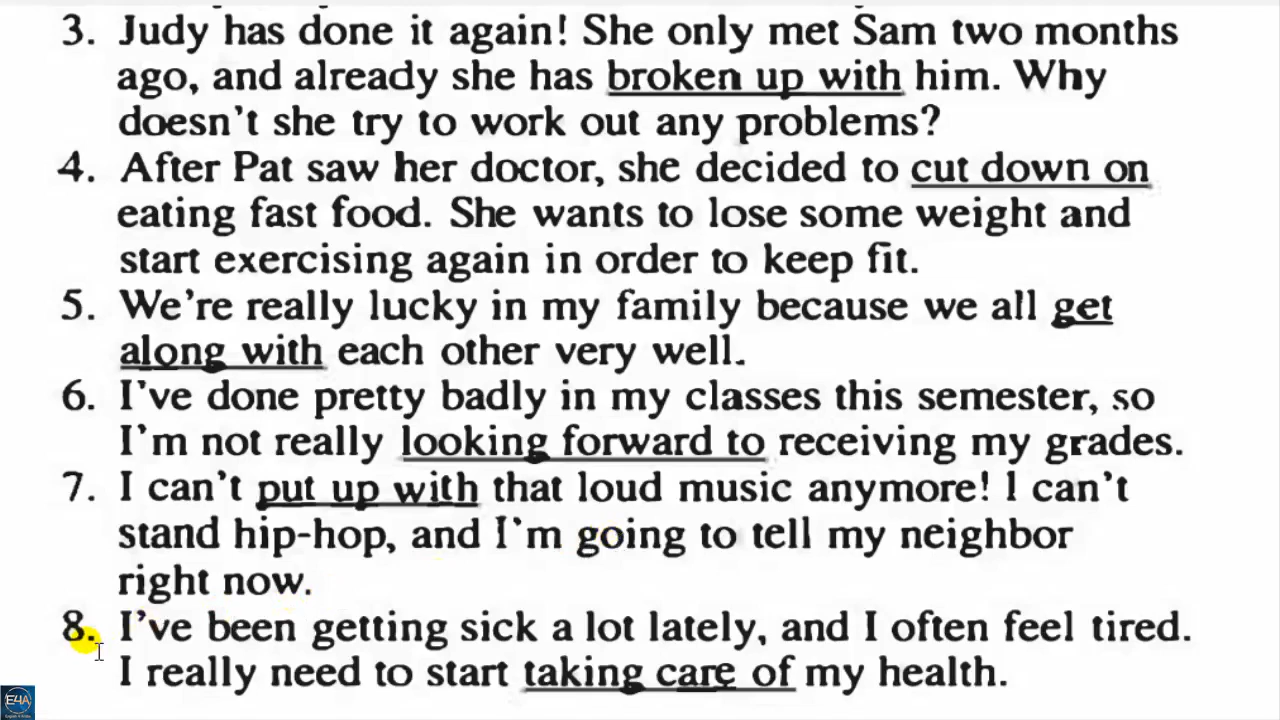 3. Judy has done it again! She only met Sam two months
ago, and already she has broken up with him. Why
doesn't she try to work out any problems?
4. After Pat saw her doctor, she decided to cut down on
eating fast food. She wants to lose some weight and
start exercising again in order to keep fit.
5. We're really lucky in my family because we all get
along with each other very well.
6. I've done pretty badly in my classes this semester, so
I'm not really looking forward to receiving my grades.
7. I can't put up with that loud music anymore! I can't
stand hip-hop, and I'm going to tell my neighbor
right now.
8. I've been getting sick a lot lately, and I often feel tired.
I really need to start taking care of my health.
E4A